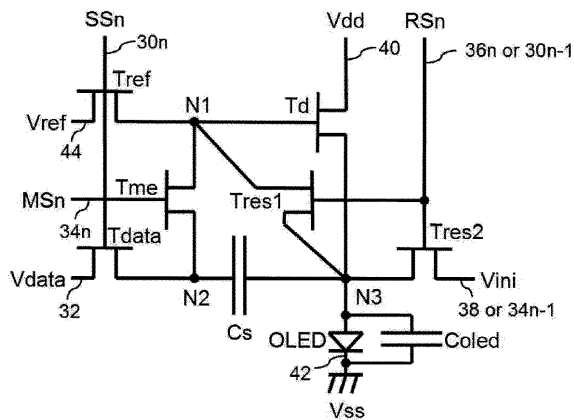 SSn Vdd RSn
30n 40 36n or 30n-1
Tref N1 Td
Vref
44
MSn Tme Tres1
34n Tdata Tres2
Vdata Vini
32 N2 N3 38 or 34n-1
Cs OLED Coled
42
Vss